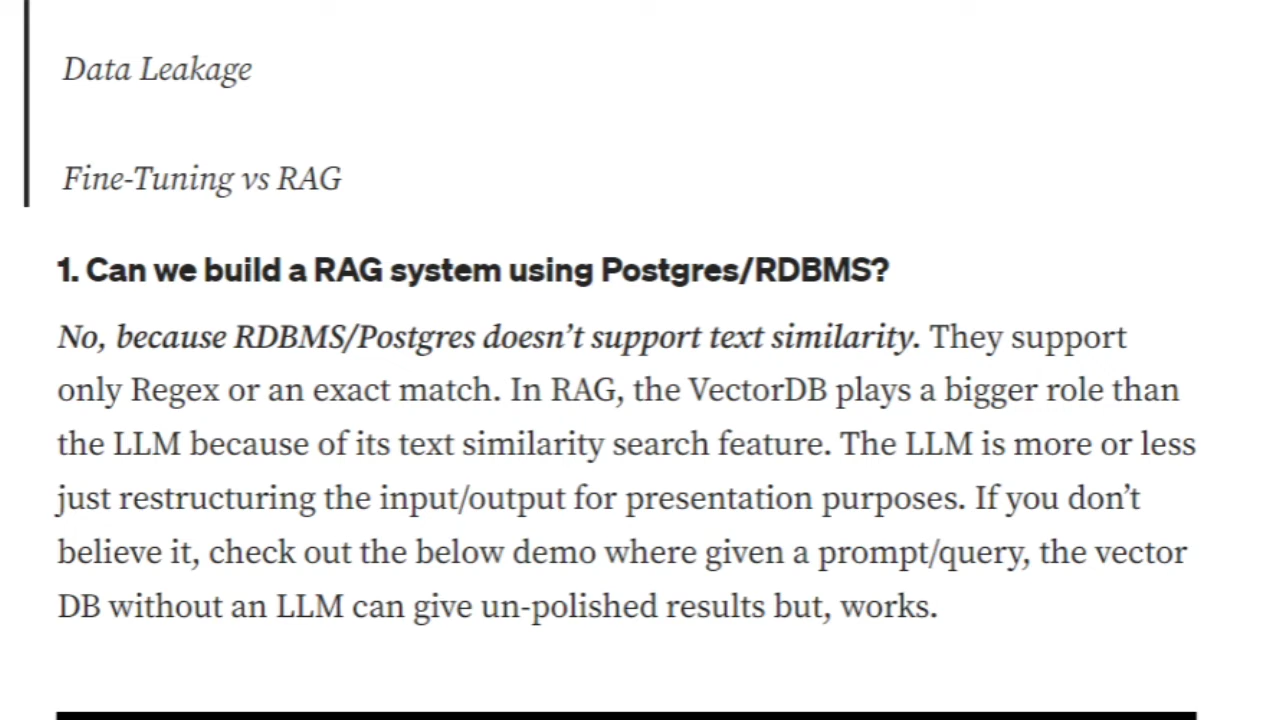 Data Leakage
Fine-Tuning vs RAG
1. Can we build a RAG system using Postgres/RDBMS?
No, because RDBMS/Postgres doesn’t support text similarity. They support
only Regex or an exact match. In RAG, the VectorDB plays a bigger role than
the LLM because of its text similarity search feature. The LLM is more or less
just restructuring the input/output for presentation purposes. If you don’t
believe it, check out the below demo where given a prompt/query, the vector
DB without an LLM can give un-polished results but, works.